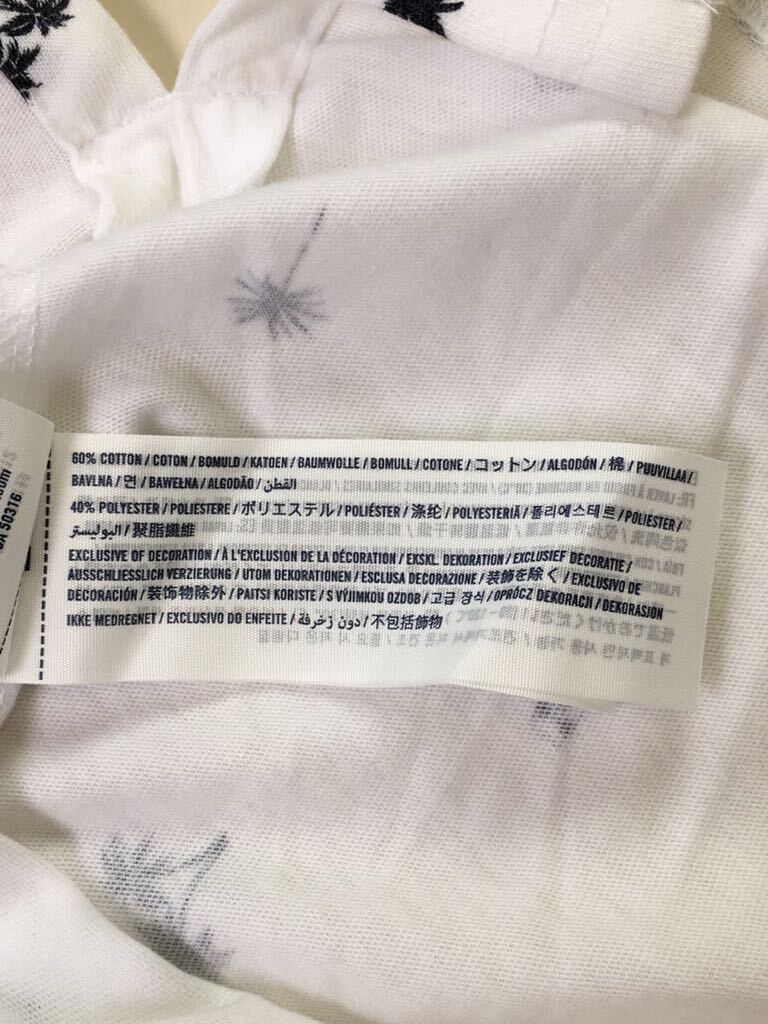 60% COTTON / COTON / BOMULD / KATOEN / BAUMWOLLE / BOMULL / COTONE / コットン / ALGODÓN / 棉 / PUUVILLAA /
BAVLNA / 면 / BAWEŁNA / ALGODÃO / القطن /
40% POLYESTER / POLIESTERE / ポリエステル / POLIÉSTER / 涤纶 / POLYESTERIÄ / 폴리에스테르 / POLIESTER /
البوليستر / 聚脂纖維
EXCLUSIVE OF DECORATION / À L'EXCLUSION DE LA DÉCORATION / EKSKL. DEKORATION / EXCLUSIEF DECORATIE /
AUSSCHLIESSLICH VERZIERUNG / UTOM DEKORATIONEN / ESCLUSA DECORAZIONE / 装飾を除く / EXCLUSIVO DE
DECORACIÓN / 装饰物除外 / PAITSI KORISTE / S VÝJIMKOU OZDOB / 고급 장식 / OPRÓCZ DEKORACJI / DEKORASJON
IKKE MEDREGNET / EXCLUSIVO DO ENFEITE / دون زخرفة / 不包括飾物
50316